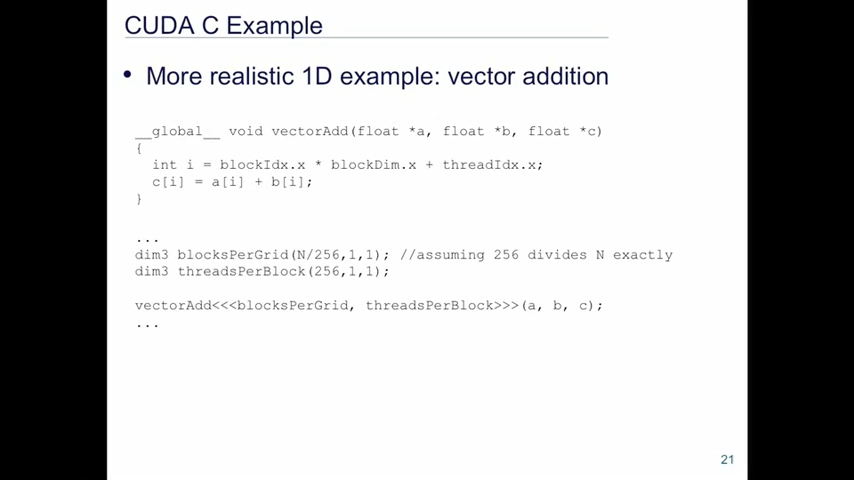 CUDA C Example
• More realistic 1D example: vector addition
__global__ void vectorAdd(float *a, float *b, float *c)
{
  int i = blockIdx.x * blockDim.x + threadIdx.x;
  c[i] = a[i] + b[i];
}
...
dim3 blocksPerGrid(N/256,1,1); //assuming 256 divides N exactly
dim3 threadsPerBlock(256,1,1);
vectorAdd<<<blocksPerGrid, threadsPerBlock>>>(a, b, c);
...
21